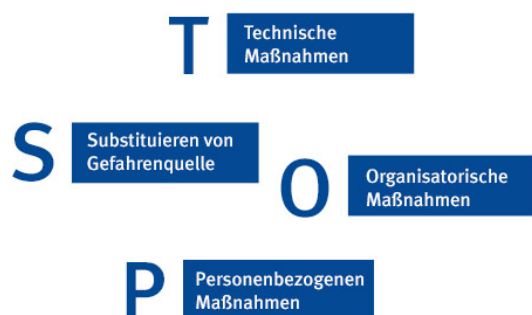 T
Technische
Maßnahmen
S
Substituieren von
Gefahrenquelle
O
Organisatorische
Maßnahmen
P
Personenbezogenen
Maßnahmen